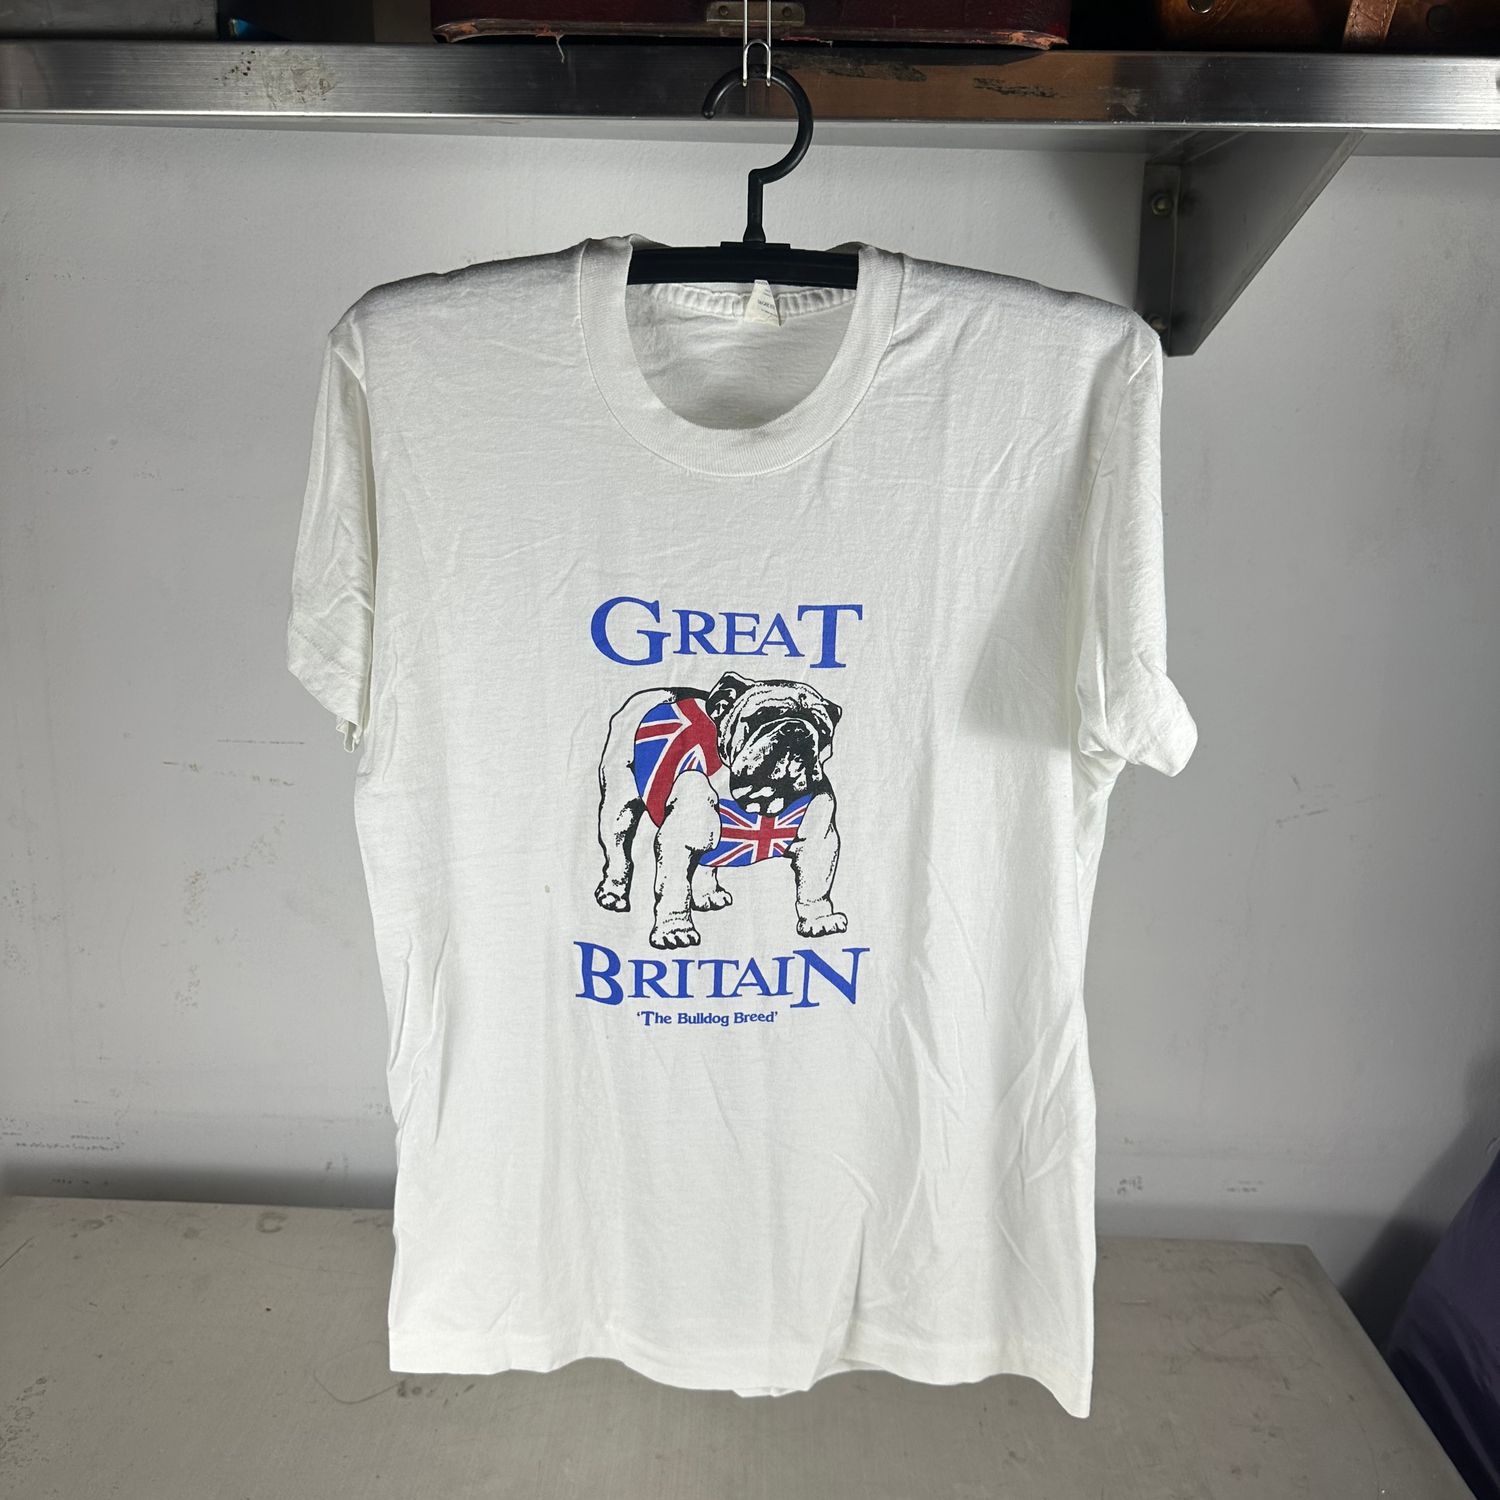 GREAT
BRITAIN
'The Bulldog Breed'